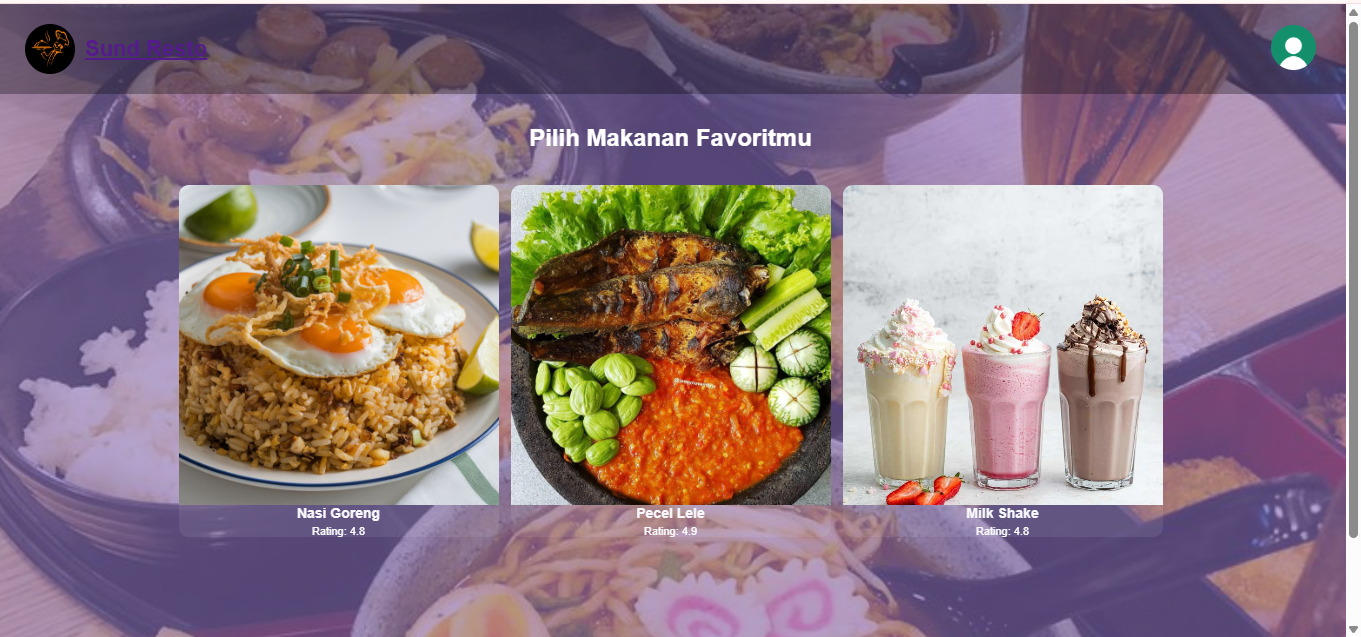 Sund Resto
Pilih Makanan Favoritmu
Nasi Goreng
Rating: 4.8
Pecel Lele
Rating: 4.9
Milk Shake
Rating: 4.8